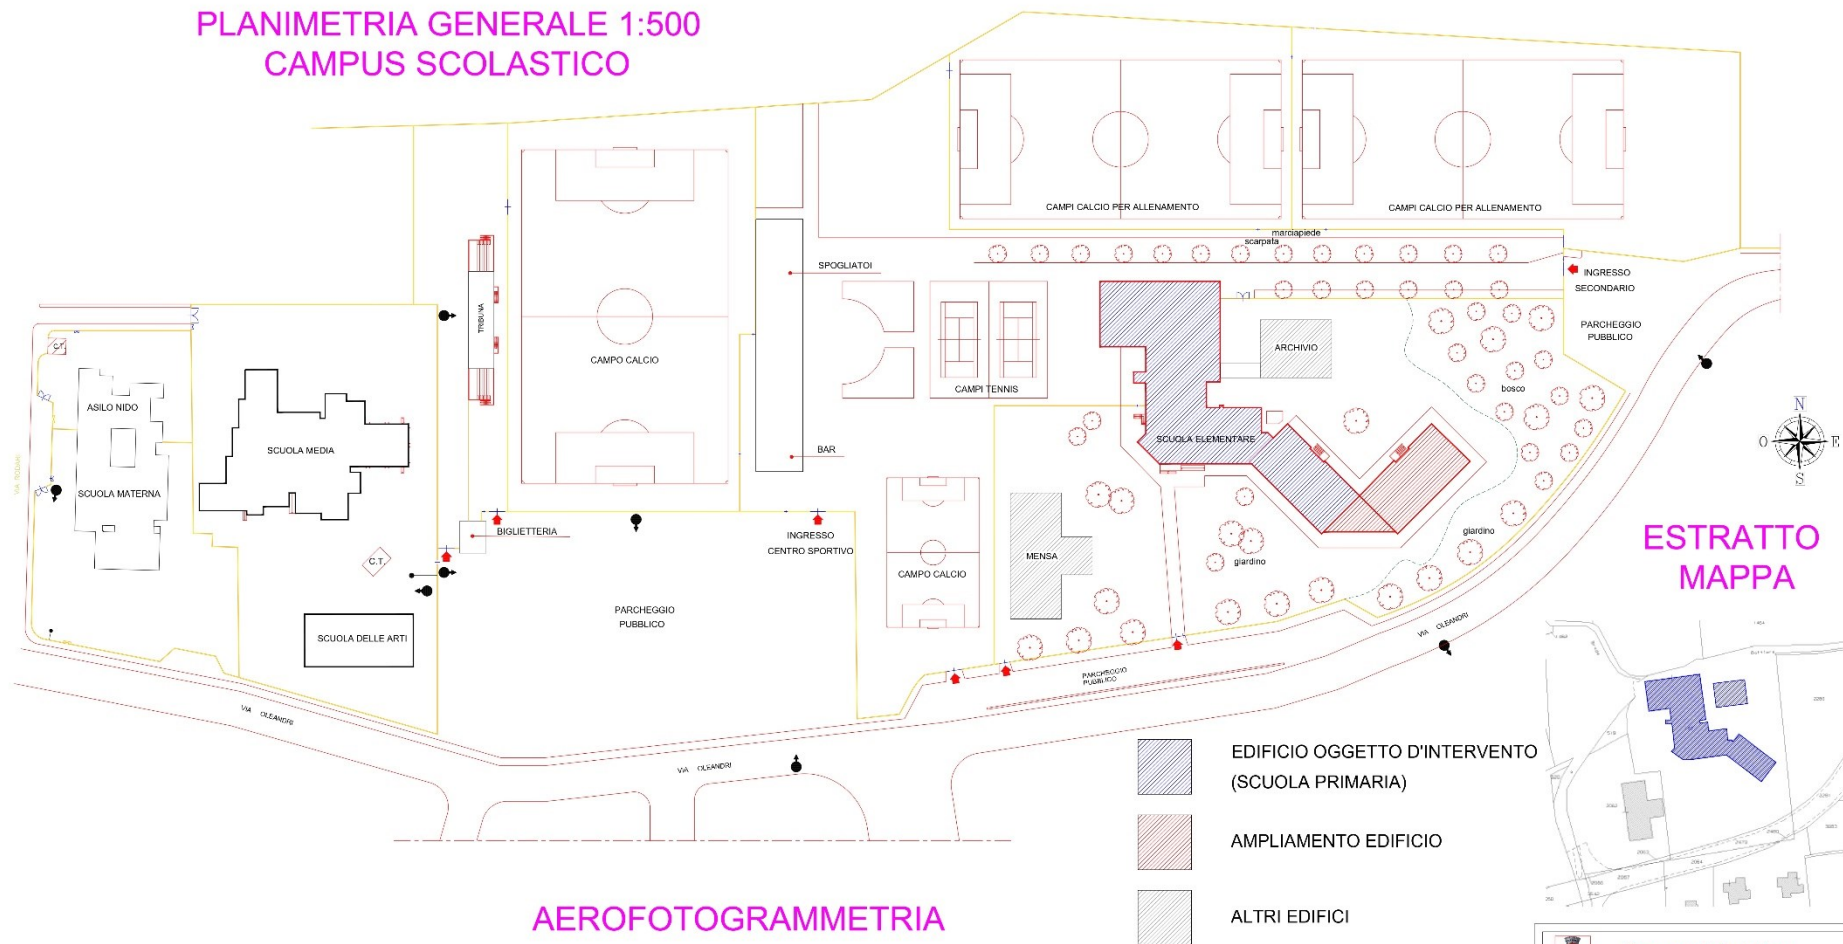 PLANIMETRIA GENERALE 1:500
CAMPUS SCOLASTICO
CAMPI CALCIO PER ALLENAMENTO
CAMPI CALCIO PER ALLENAMENTO
marciapiede
scarpata
SPOGLIATOI
INGRESSO
SECONDARIO
TRIBUNA
PARCHEGGIO
PUBBLICO
C.T.
CAMPO CALCIO
ARCHIVIO
CAMPI TENNIS
bosco
ASILO NIDO
N
O
E
S
SCUOLA MEDIA
BAR
SCUOLA ELEMENTARE
VIA RODARI
SCUOLA MATERNA
BIGLIETTERIA
INGRESSO
CENTRO SPORTIVO
giardino
ESTRATTO
MAPPA
C.T.
MENSA
giardino
CAMPO CALCIO
PARCHEGGIO
PUBBLICO
SCUOLA DELLE ARTI
VIA OLEANDRI
PARCHEGGIO
PUBBLICO
VIA OLEANDRI
VIA OLEANDRI
EDIFICIO OGGETTO D'INTERVENTO
(SCUOLA PRIMARIA)
AMPLIAMENTO EDIFICIO
ALTRI EDIFICI
AEROFOTOGRAMMETRIA